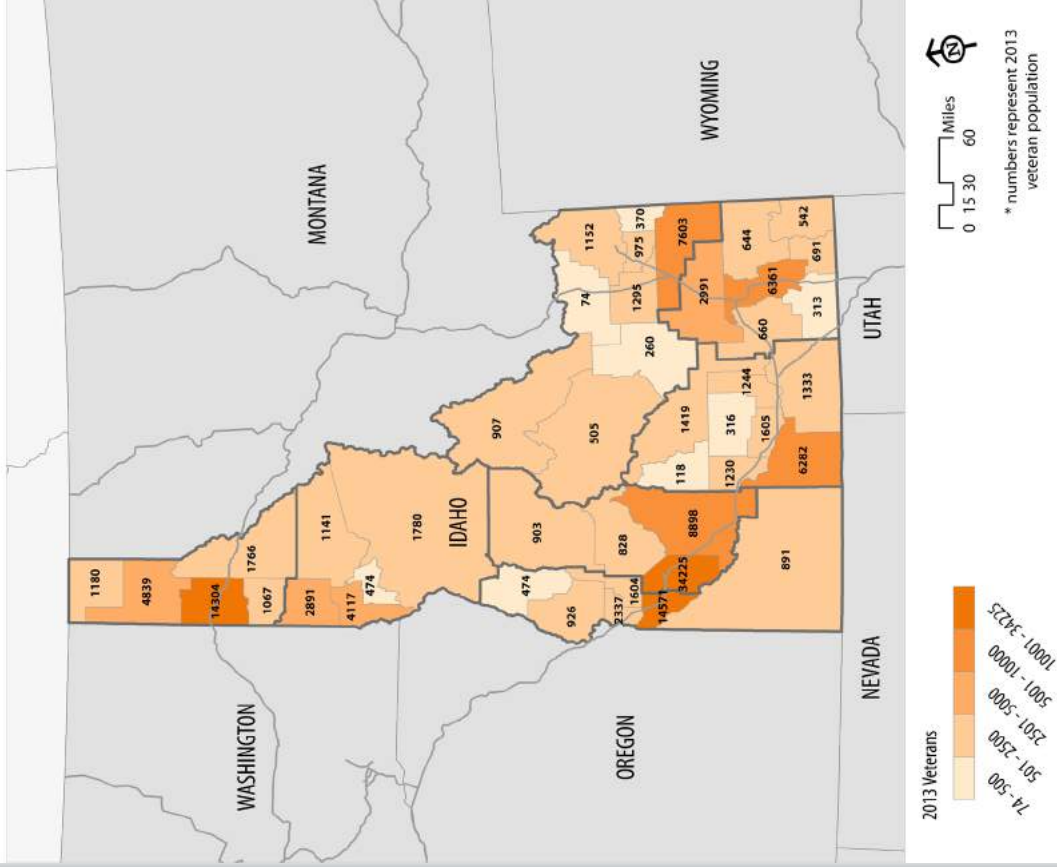 WASHINGTON
MONTANA
IDAHO
OREGON
WYOMING
NEVADA
UTAH
1180
4839
14304
1766
1067
2891
1141
4117
474
1780
474
903
907
926
828
505
2337
1604
14571
34225
8898
891
74
1152
260
1295
975
370
7603
2991
118
1419
316
1244
1230
1605
6282
1333
660
6361
644
313
691
542
2013 Veterans
74 - 500
501 - 2500
2501 - 5000
5001 - 10000
10001 - 34225
N
Miles
0 15 30 60
* numbers represent 2013
veteran population